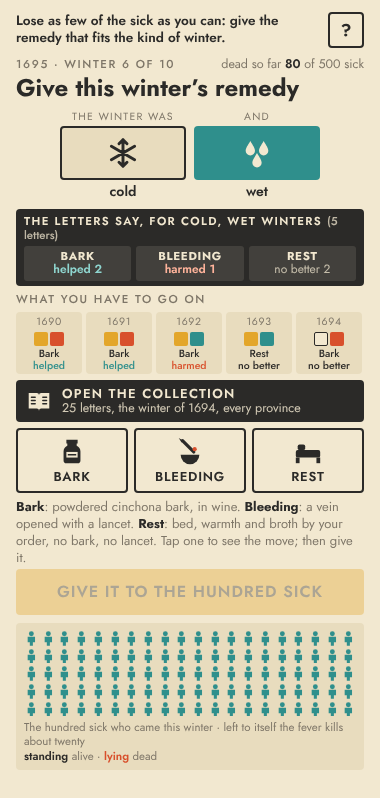 Lose as few of the sick as you can: give the
remedy that fits the kind of winter.
?
1695 · WINTER 6 OF 10
dead so far 80 of 500 sick
Give this winter's remedy
THE WINTER WAS
AND
cold
wet
THE LETTERS SAY, FOR COLD, WET WINTERS (5
letters)
BARK
helped 2
BLEEDING
harmed 1
REST
no better 2
WHAT YOU HAVE TO GO ON
1690
Bark
helped
1691
Bark
helped
1692
Bark
harmed
1693
Rest
no better
1694
Bark
no better
OPEN THE COLLECTION
25 letters, the winter of 1694, every province
BARK
BLEEDING
REST
Bark: powdered cinchona bark, in wine. Bleeding: a vein
opened with a lancet. Rest: bed, warmth and broth by your
order, no bark, no lancet. Tap one to see the move; then give
it.
GIVE IT TO THE HUNDRED SICK
The hundred sick who came this winter · left to itself the fever kills
about twenty
standing alive · lying dead